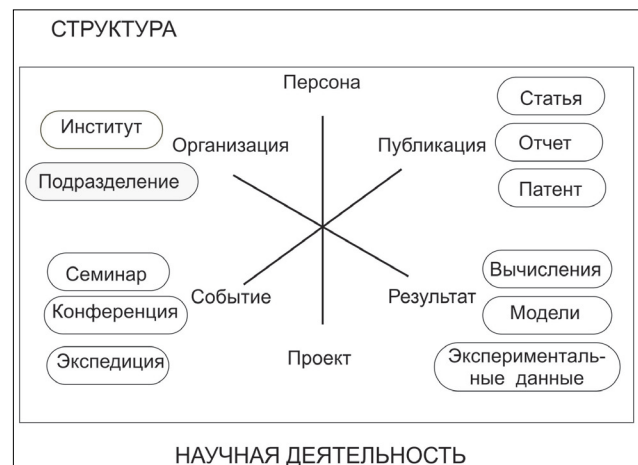 СТРУКТУРА
Персона
Институт
Организация
Подразделение
Публикация
Статья
Отчет
Патент
Семинар
Конференция
Экспедиция
Событие
Проект
Результат
Вычисления
Модели
Эксперименталь-
ные данные
НАУЧНАЯ ДЕЯТЕЛЬНОСТЬ